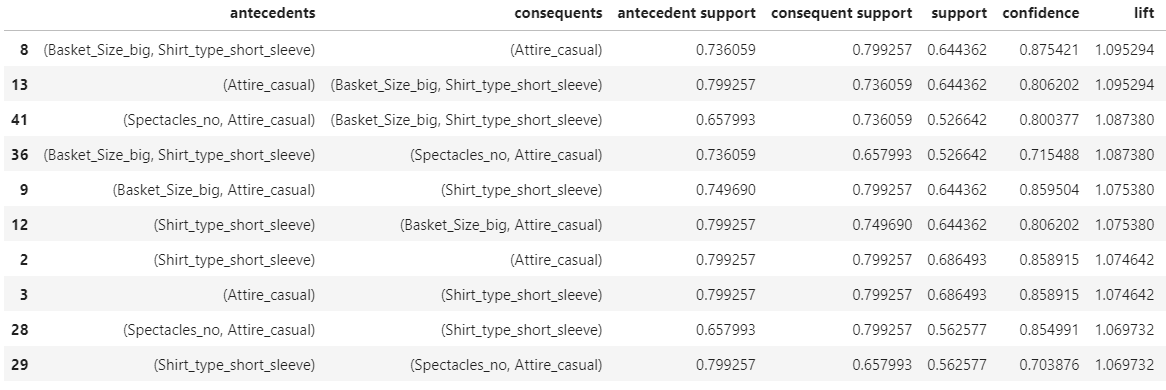 antecedents consequents antecedent support consequent support support confidence lift
8 (Basket_Size_big, Shirt_type_short_sleeve) (Attire_casual) 0.736059 0.799257 0.644362 0.875421 1.095294
13 (Attire_casual) (Basket_Size_big, Shirt_type_short_sleeve) 0.799257 0.736059 0.644362 0.806202 1.095294
41 (Spectacles_no, Attire_casual) (Basket_Size_big, Shirt_type_short_sleeve) 0.657993 0.736059 0.526642 0.800377 1.087380
36 (Basket_Size_big, Shirt_type_short_sleeve) (Spectacles_no, Attire_casual) 0.736059 0.657993 0.526642 0.715488 1.087380
9 (Basket_Size_big, Attire_casual) (Shirt_type_short_sleeve) 0.749690 0.799257 0.644362 0.859504 1.075380
12 (Shirt_type_short_sleeve) (Basket_Size_big, Attire_casual) 0.799257 0.749690 0.644362 0.806202 1.075380
2 (Shirt_type_short_sleeve) (Attire_casual) 0.799257 0.799257 0.686493 0.858915 1.074642
3 (Attire_casual) (Shirt_type_short_sleeve) 0.799257 0.799257 0.686493 0.858915 1.074642
28 (Spectacles_no, Attire_casual) (Shirt_type_short_sleeve) 0.657993 0.799257 0.562577 0.854991 1.069732
29 (Shirt_type_short_sleeve) (Spectacles_no, Attire_casual) 0.799257 0.657993 0.562577 0.703876 1.069732